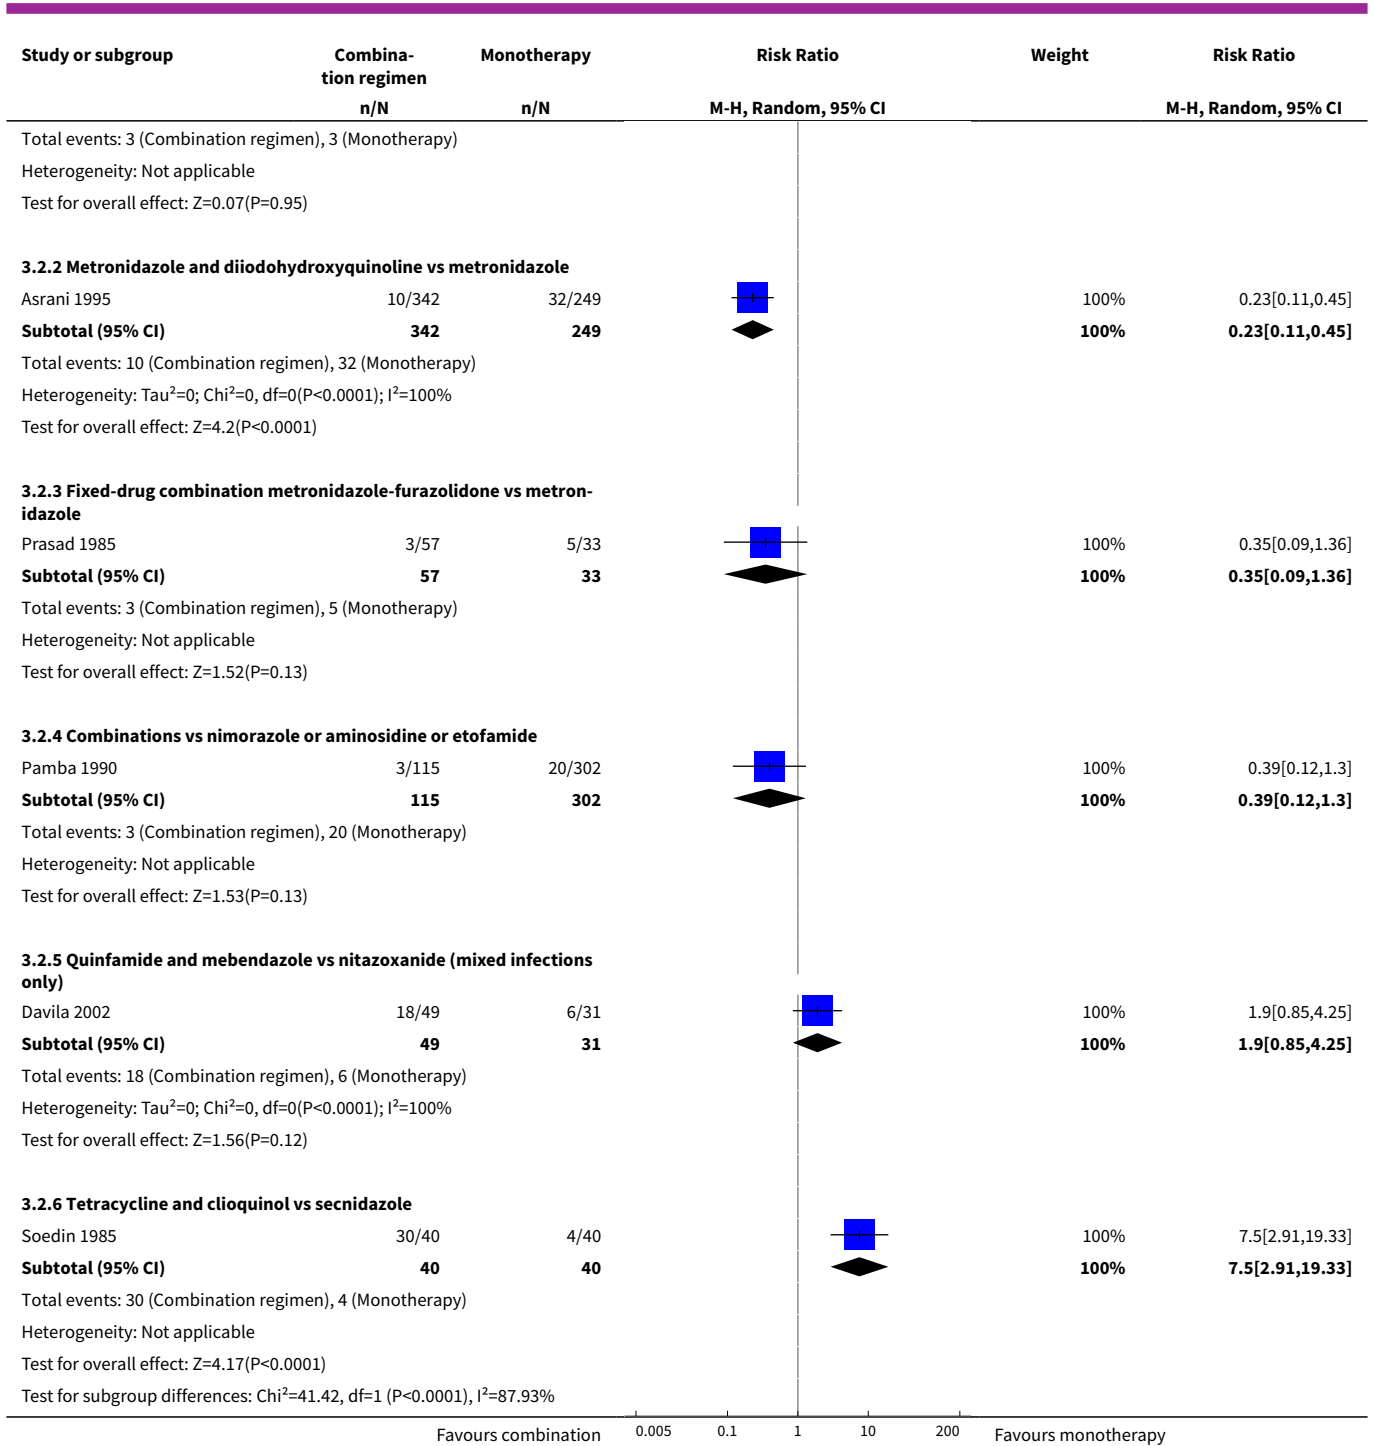 Study or subgroup Combina- Monotherapy Risk Ratio Weight Risk Ratio
tion regimen
n/N n/N M-H, Random, 95% CI M-H, Random, 95% CI
Total events: 3 (Combination regimen), 3 (Monotherapy)
Heterogeneity: Not applicable
Test for overall effect: Z=0.07(P=0.95)
3.2.2 Metronidazole and diiodohydroxyquinoline vs metronidazole
Asrani 1995 10/342 32/249 100% 0.23[0.11,0.45]
Subtotal (95% CI) 342 249 100% 0.23[0.11,0.45]
Total events: 10 (Combination regimen), 32 (Monotherapy)
Heterogeneity: Tau²=0; Chi²=0, df=0(P<0.0001); I²=100%
Test for overall effect: Z=4.2(P<0.0001)
3.2.3 Fixed-drug combination metronidazole-furazolidone vs metron-
idazole
Prasad 1985 3/57 5/33 100% 0.35[0.09,1.36]
Subtotal (95% CI) 57 33 100% 0.35[0.09,1.36]
Total events: 3 (Combination regimen), 5 (Monotherapy)
Heterogeneity: Not applicable
Test for overall effect: Z=1.52(P=0.13)
3.2.4 Combinations vs nimorazole or aminosidine or etofamide
Pamba 1990 3/115 20/302 100% 0.39[0.12,1.3]
Subtotal (95% CI) 115 302 100% 0.39[0.12,1.3]
Total events: 3 (Combination regimen), 20 (Monotherapy)
Heterogeneity: Not applicable
Test for overall effect: Z=1.53(P=0.13)
3.2.5 Quinfamide and mebendazole vs nitazoxanide (mixed infections
only)
Davila 2002 18/49 6/31 100% 1.9[0.85,4.25]
Subtotal (95% CI) 49 31 100% 1.9[0.85,4.25]
Total events: 18 (Combination regimen), 6 (Monotherapy)
Heterogeneity: Tau²=0; Chi²=0, df=0(P<0.0001); I²=100%
Test for overall effect: Z=1.56(P=0.12)
3.2.6 Tetracycline and clioquinol vs secnidazole
Soedin 1985 30/40 4/40 100% 7.5[2.91,19.33]
Subtotal (95% CI) 40 40 100% 7.5[2.91,19.33]
Total events: 30 (Combination regimen), 4 (Monotherapy)
Heterogeneity: Not applicable
Test for overall effect: Z=4.17(P<0.0001)
Test for subgroup differences: Chi²=41.42, df=1 (P<0.0001), I²=87.93%
Favours combination 0.005 0.1 1 10 200 Favours monotherapy